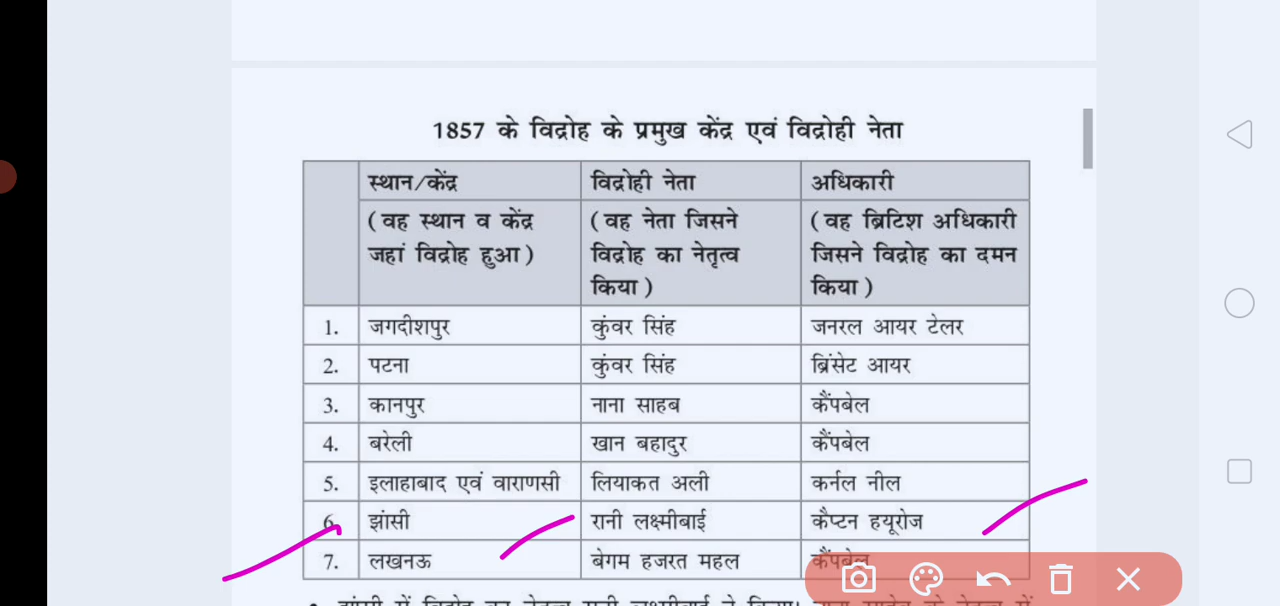 1857 के विद्रोह के प्रमुख केंद्र एवं विद्रोही नेता
स्थान/केंद्र विद्रोही नेता अधिकारी
(वह स्थान व केंद्र जहां विद्रोह हुआ) (वह नेता जिसने विद्रोह का नेतृत्व किया) (वह ब्रिटिश अधिकारी जिसने विद्रोह का दमन किया)
1. जगदीशपुर कुंवर सिंह जनरल आयर टेलर
2. पटना कुंवर सिंह ब्रिंसेट आयर
3. कानपुर नाना साहब कैंपबेल
4. बरेली खान बहादुर कैंपबेल
5. इलाहाबाद एवं वाराणसी लियाकत अली कर्नल नील
6. झांसी रानी लक्ष्मीबाई कैप्टन हयूरोज
7. लखनऊ बेगम हजरत महल कैंपबेल